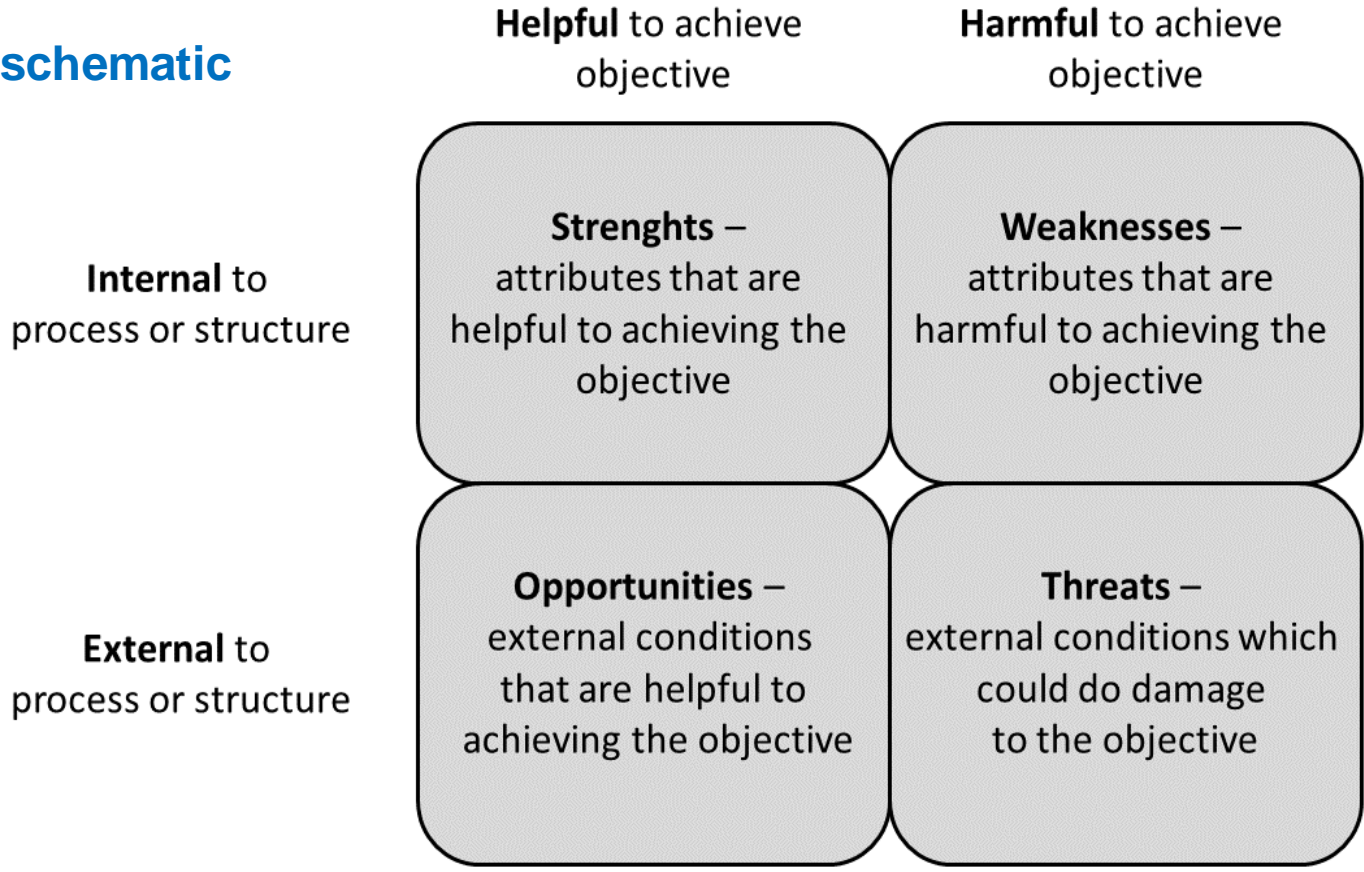 schematic
Helpful to achieve
objective
Harmful to achieve
objective
Internal to
process or structure
Strenghts –
attributes that are
helpful to achieving the
objective
Weaknesses –
attributes that are
harmful to achieving the
objective
External to
process or structure
Opportunities –
external conditions
that are helpful to
achieving the objective
Threats –
external conditions which
could do damage
to the objective